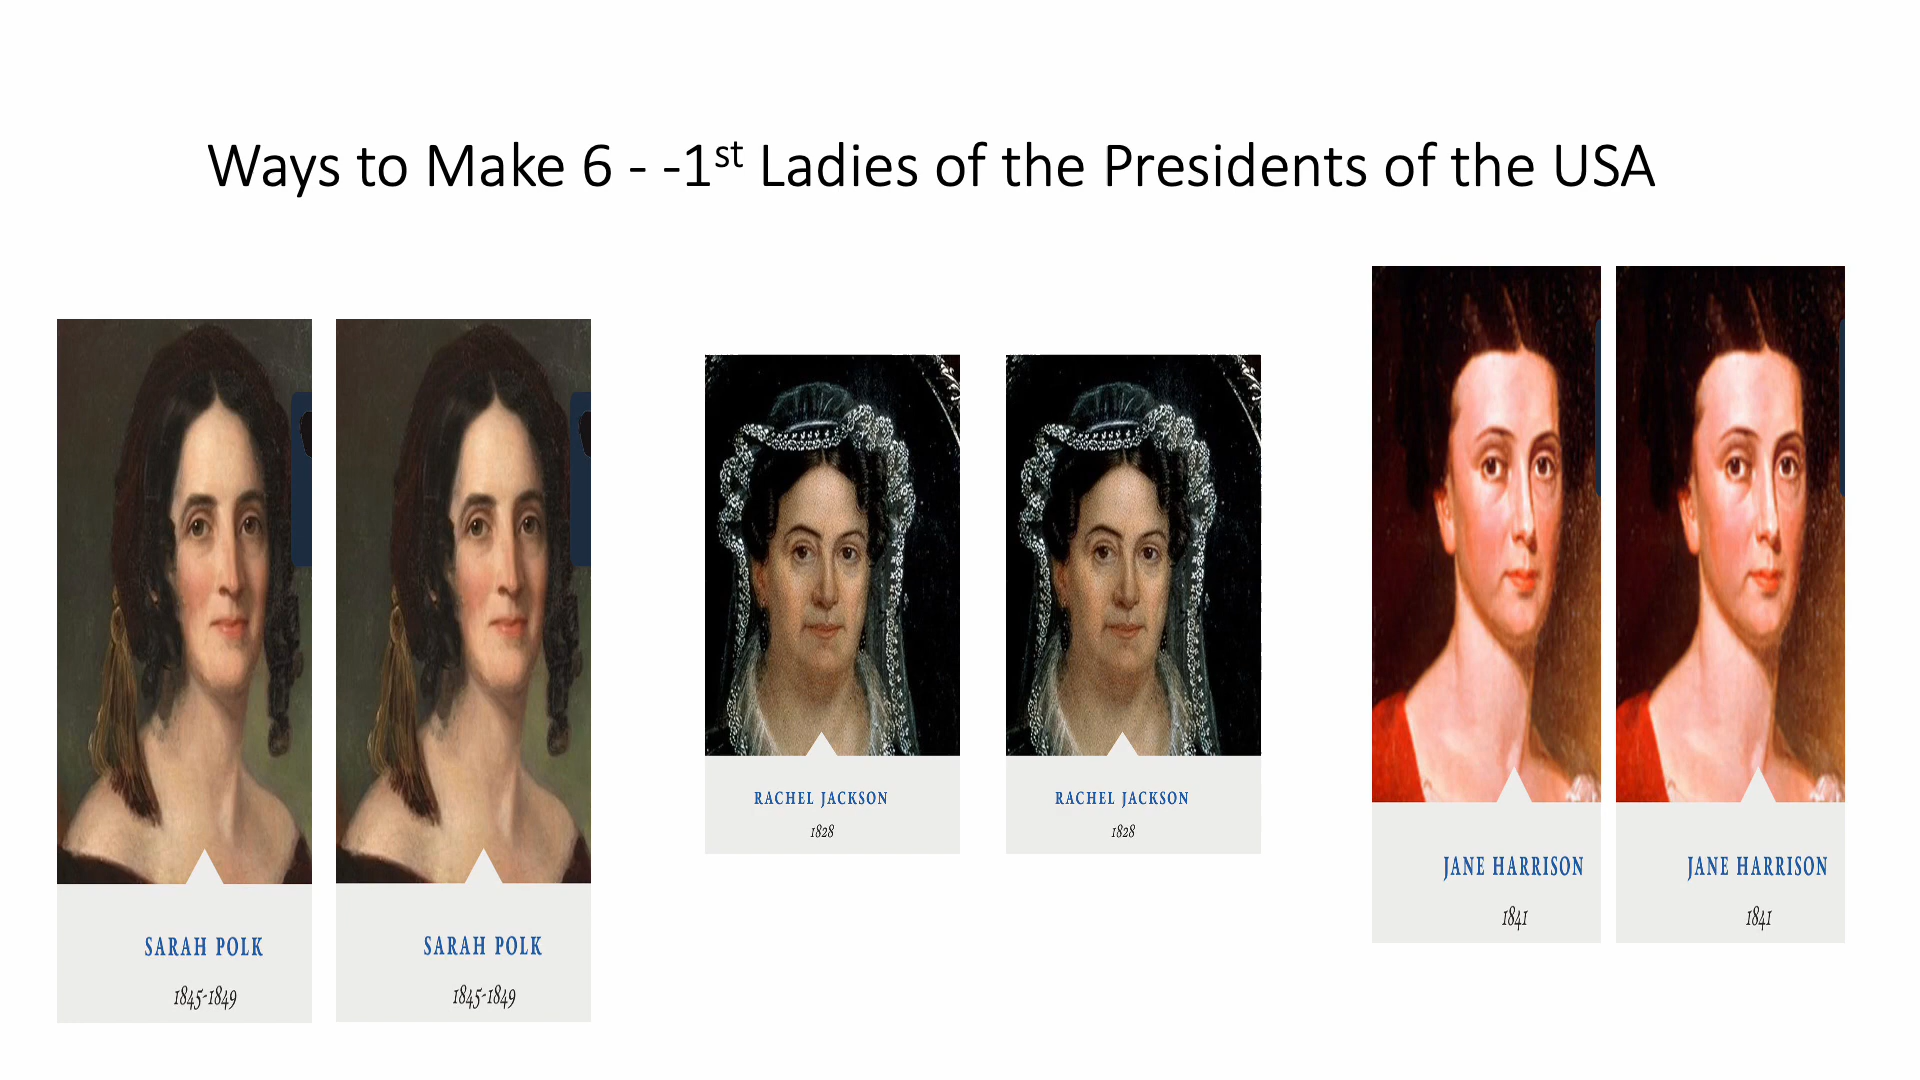 Ways to Make 6 - -1st Ladies of the Presidents of the USA
SARAH POLK
1845-1849
SARAH POLK
1845-1849
RACHEL JACKSON
1828
RACHEL JACKSON
1828
JANE HARRISON
1841
JANE HARRISON
1841